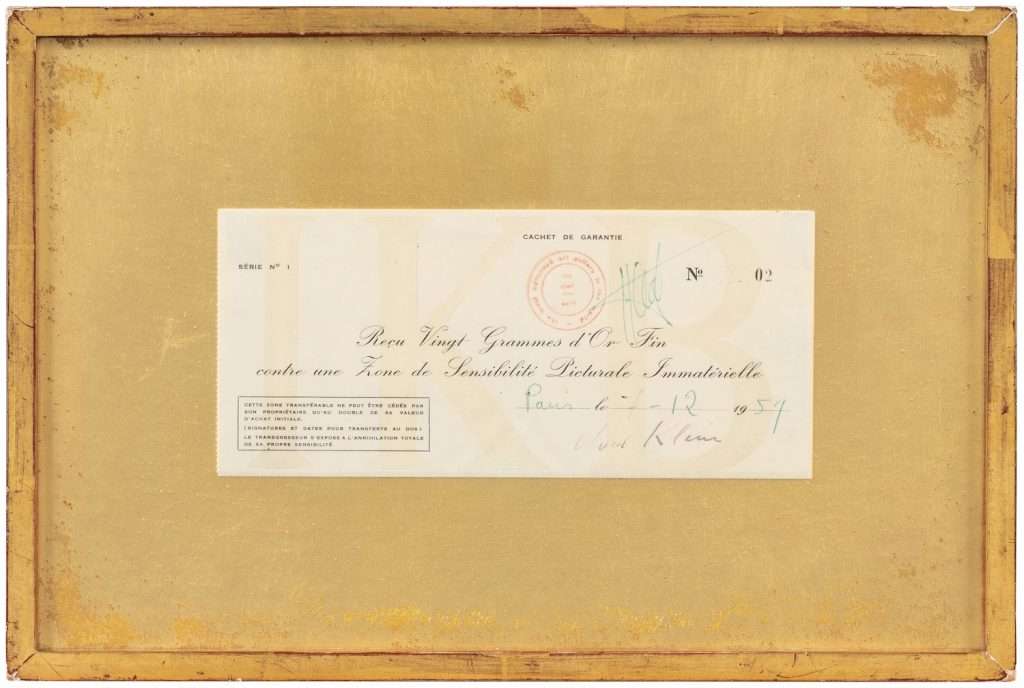 CACHET DE GARANTIE
SÉRIE Nº 1
Nº 02
Reçu Vingt Grammes d'Or Fin
contre une Zone de Sensibilité Picturale Immatérielle
Paris le 7-12 1959
Klein
CETTE ZONE TRANSFÉRABLE NE PEUT ÊTRE CÉDÉE PAR
SON PROPRIÉTAIRE QU'AU DOUBLE DE SA VALEUR
D'ACHAT INITIALE.
(SIGNATURES ET DATES POUR TRANSFERTS AU DOS.)
LE TRANSGRESSEUR S'EXPOSE A L'ANNIHILATION TOTALE
DE SA PROPRE SENSIBILITÉ
IKB